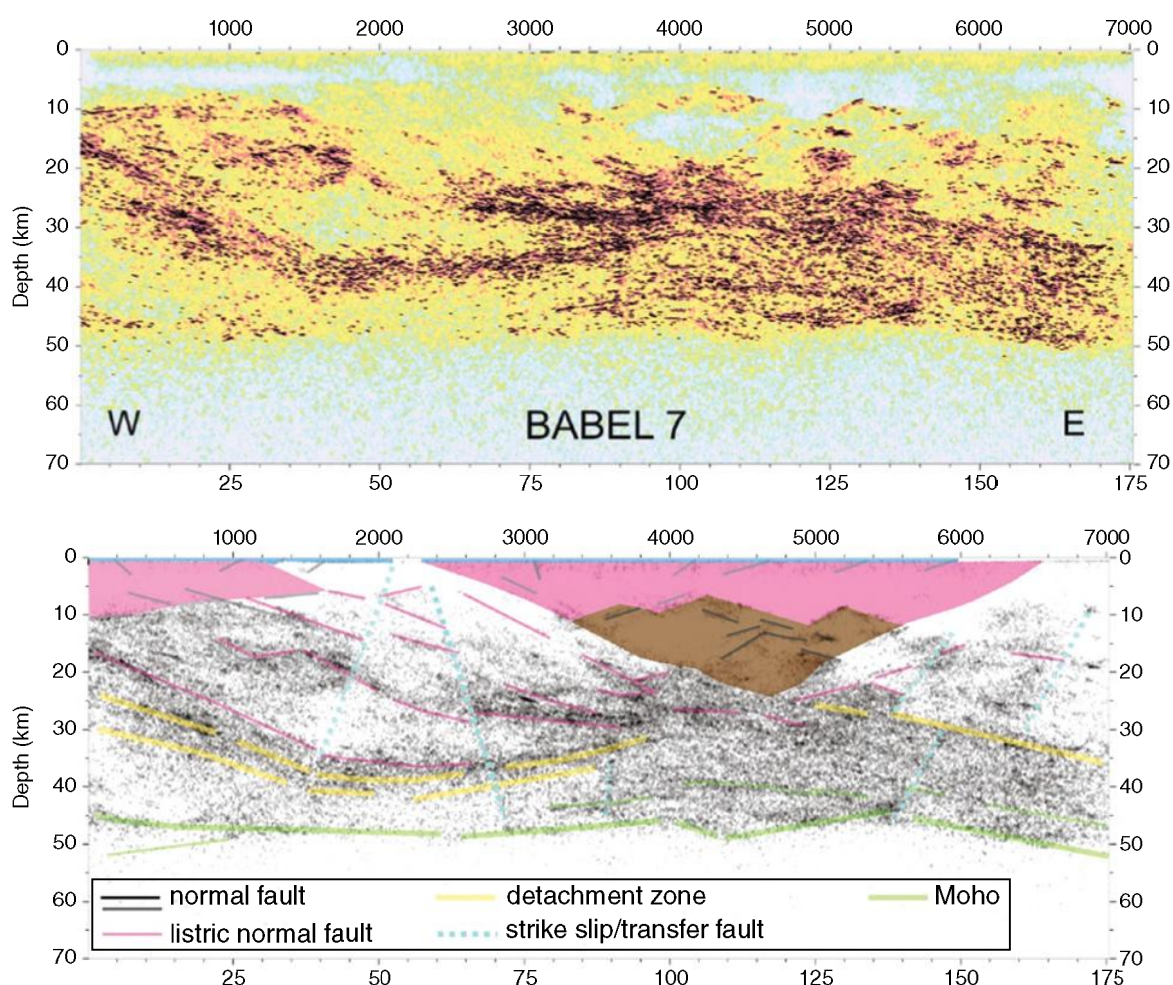 1000 2000 3000 4000 5000 6000 7000
0 0
10 10
20 20
30 30
40 40
50 50
60 60
70 70
Depth (km)
W BABEL 7 E
25 50 75 100 125 150 175
1000 2000 3000 4000 5000 6000 7000
0 0
10 10
20 20
30 30
40 40
50 50
60 60
70 70
Depth (km)
normal fault detachment zone Moho
listric normal fault strike slip/transfer fault
25 50 75 100 125 150 175